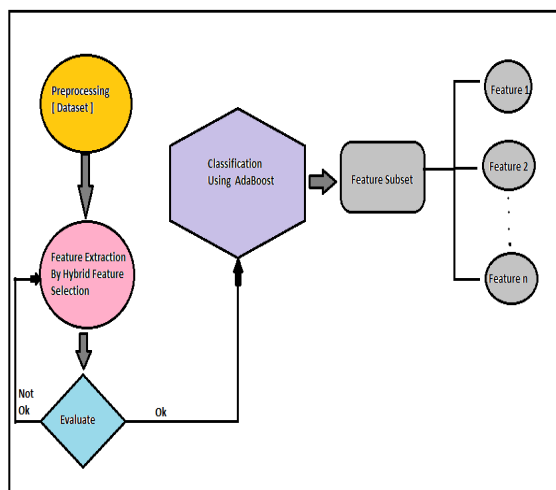 Preprocessing
[ Dataset ]
Feature Extraction
By Hybrid Feature
Selection
Evaluate
Not
Ok
Ok
Classification
Using AdaBoost
Feature Subset
Feature 1
Feature 2
Feature n